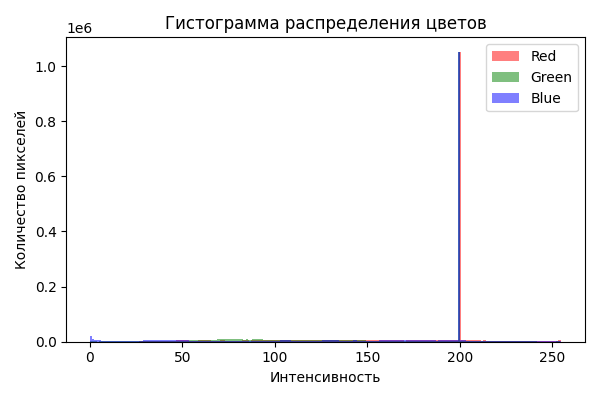 Гистограмма распределения цветов
1e6
Red
Green
Blue
Количество пикселей
1.0
0.8
0.6
0.4
0.2
0.0
0 50 100 150 200 250
Интенсивность